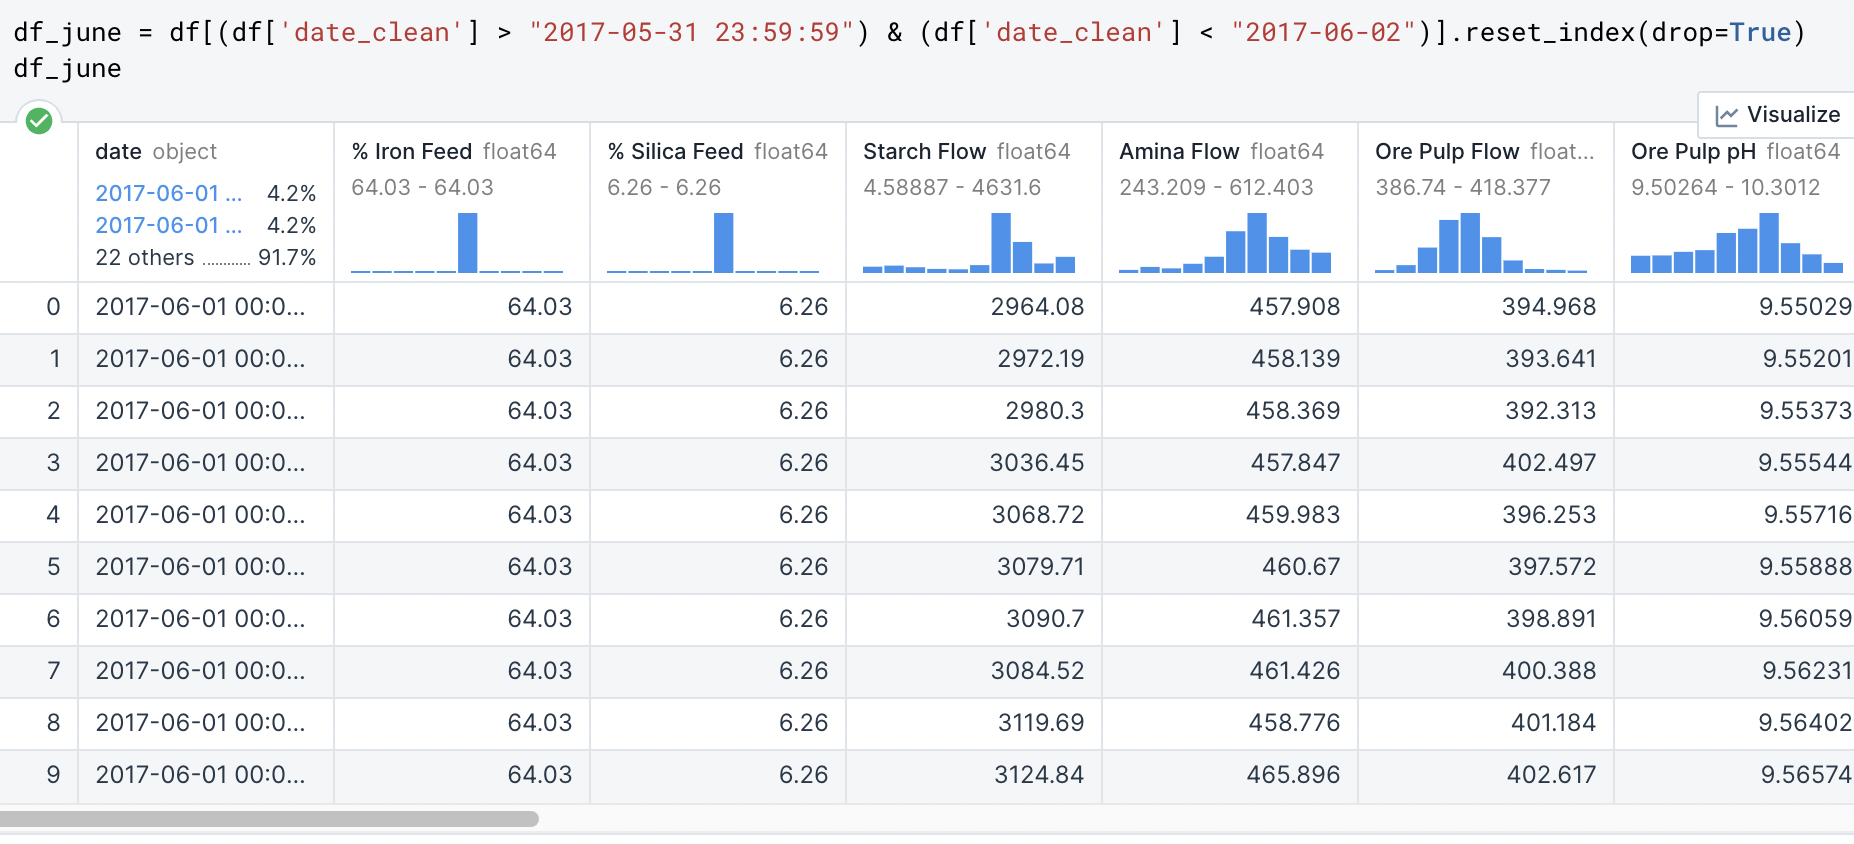 df_june = df[(df['date_clean'] > "2017-05-31 23:59:59") & (df['date_clean'] < "2017-06-02")].reset_index(drop=True)
df_june
Visualize
date object % Iron Feed float64 % Silica Feed float64 Starch Flow float64 Amina Flow float64 Ore Pulp Flow float... Ore Pulp pH float64
2017-06-01 ... 4.2% 64.03 - 64.03 6.26 - 6.26 4.58887 - 4631.6 243.209 - 612.403 386.74 - 418.377 9.50264 - 10.3012
2017-06-01 ... 4.2%
22 others 91.7%
0 2017-06-01 00:0... 64.03 6.26 2964.08 457.908 394.968 9.55029
1 2017-06-01 00:0... 64.03 6.26 2972.19 458.139 393.641 9.55201
2 2017-06-01 00:0... 64.03 6.26 2980.3 458.369 392.313 9.55373
3 2017-06-01 00:0... 64.03 6.26 3036.45 457.847 402.497 9.55544
4 2017-06-01 00:0... 64.03 6.26 3068.72 459.983 396.253 9.55716
5 2017-06-01 00:0... 64.03 6.26 3079.71 460.67 397.572 9.55888
6 2017-06-01 00:0... 64.03 6.26 3090.7 461.357 398.891 9.56059
7 2017-06-01 00:0... 64.03 6.26 3084.52 461.426 400.388 9.56231
8 2017-06-01 00:0... 64.03 6.26 3119.69 458.776 401.184 9.56402
9 2017-06-01 00:0... 64.03 6.26 3124.84 465.896 402.617 9.56574